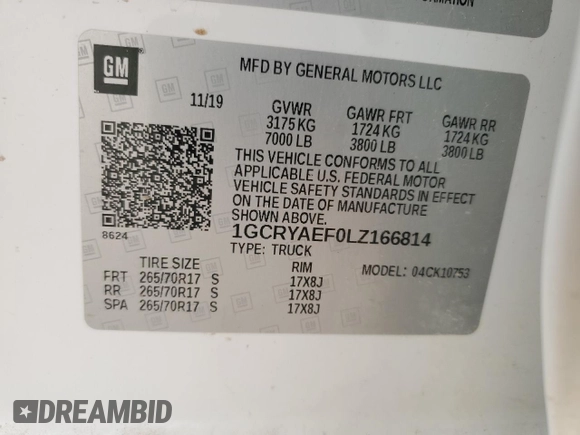 FORMATION
GM
MFD BY GENERAL MOTORS LLC
11/19 GVWR GAWR FRT GAWR RR
3175 KG 1724 KG 1724 KG
7000 LB 3800 LB 3800 LB
THIS VEHICLE CONFORMS TO ALL
APPLICABLE U.S. FEDERAL MOTOR
VEHICLE SAFETY STANDARDS IN EFFECT
ON THE DATE OF MANUFACTURE
SHOWN ABOVE.
8624 1GCRYAEF0LZ166814
TYPE: TRUCK
TIRE SIZE RIM MODEL: 04CK10753
FRT 265/70R17 S 17X8J
RR 265/70R17 S 17X8J
SPA 265/70R17 S 17X8J
DREAMBID